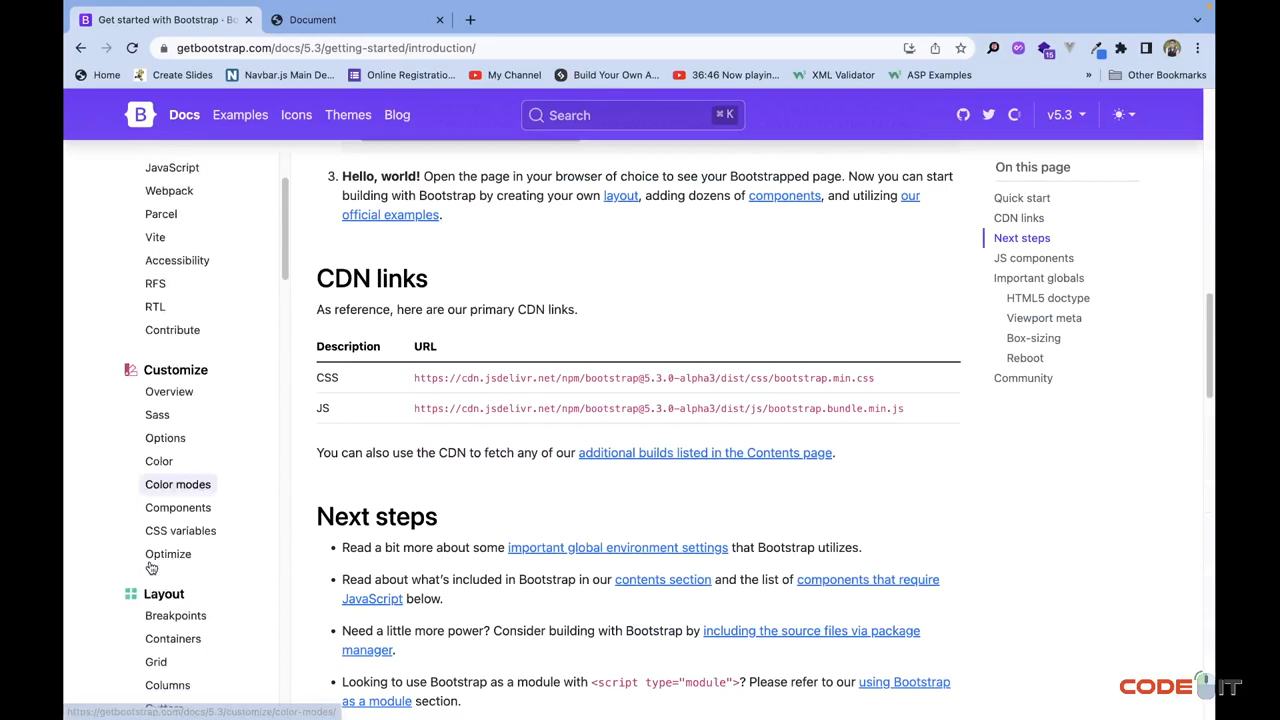 Get started with Bootstrap · Bo
Document
getbootstrap.com/docs/5.3/getting-started/introduction/
15
Home
Create Slides
Navbar.js Main De...
Online Registratio...
My Channel
Build Your Own A...
36:46 Now playin...
XML Validator
ASP Examples
»
Other Bookmarks
B
Docs
Examples
Icons
Themes
Blog
Search
⌘ K
v5.3
JavaScript
Webpack
Parcel
Vite
Accessibility
RFS
RTL
Contribute
Customize
Overview
Sass
Options
Color
Color modes
Components
CSS variables
Optimize
Layout
Breakpoints
Containers
Grid
Columns
Gutters
https://getbootstrap.com/docs/5.3/customize/color-modes/
3. Hello, world! Open the page in your browser of choice to see your Bootstrapped page. Now you can start
building with Bootstrap by creating your own layout, adding dozens of components, and utilizing our
official examples.
CDN links
As reference, here are our primary CDN links.
Description URL
CSS https://cdn.jsdelivr.net/npm/bootstrap@5.3.0-alpha3/dist/css/bootstrap.min.css
JS https://cdn.jsdelivr.net/npm/bootstrap@5.3.0-alpha3/dist/js/bootstrap.bundle.min.js
You can also use the CDN to fetch any of our additional builds listed in the Contents page.
Next steps
• Read a bit more about some important global environment settings that Bootstrap utilizes.
• Read about what's included in Bootstrap in our contents section and the list of components that require
JavaScript below.
• Need a little more power? Consider building with Bootstrap by including the source files via package
manager.
• Looking to use Bootstrap as a module with <script type="module">? Please refer to our using Bootstrap
as a module section.
On this page
Quick start
CDN links
Next steps
JS components
Important globals
HTML5 doctype
Viewport meta
Box-sizing
Reboot
Community
CODE IT